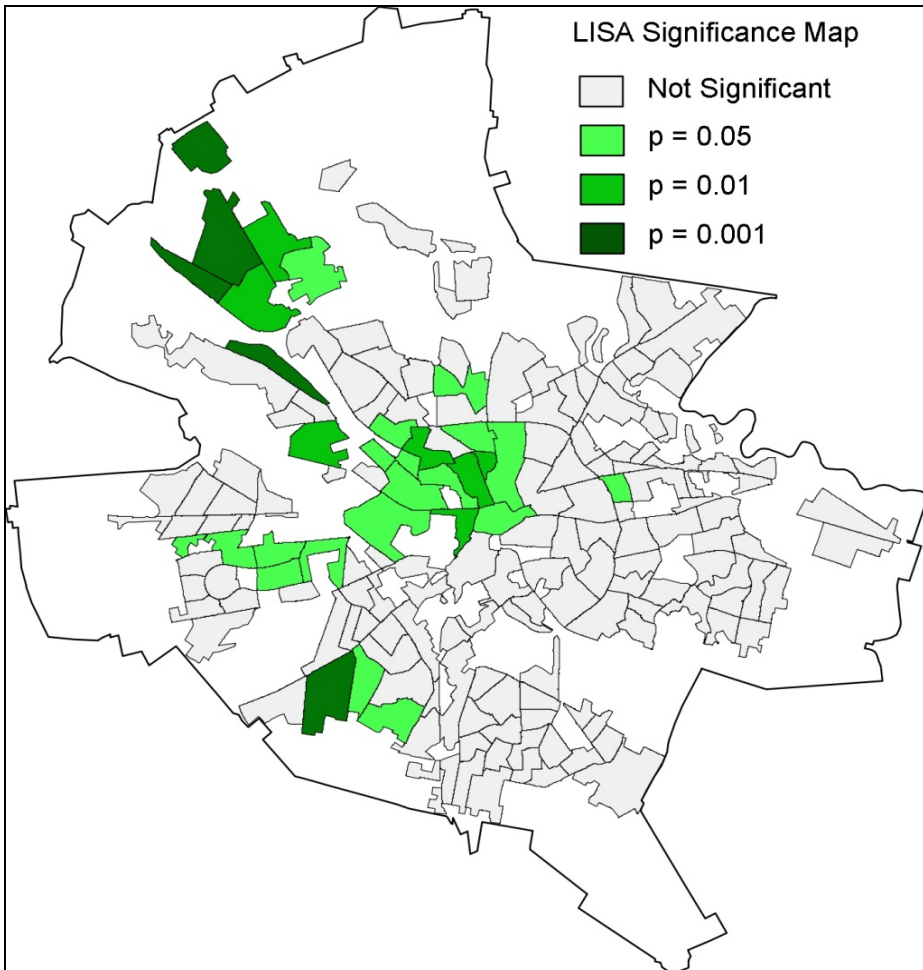 LISA Significance Map
Not Significant
p = 0.05
p = 0.01
p = 0.001